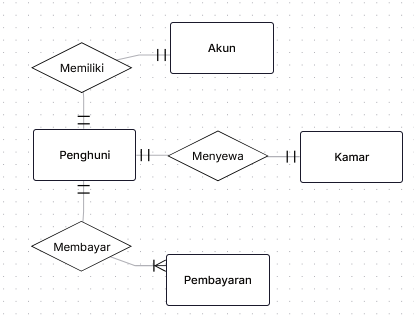 Akun
Memiliki
Penghuni
Menyewa
Kamar
Membayar
Pembayaran